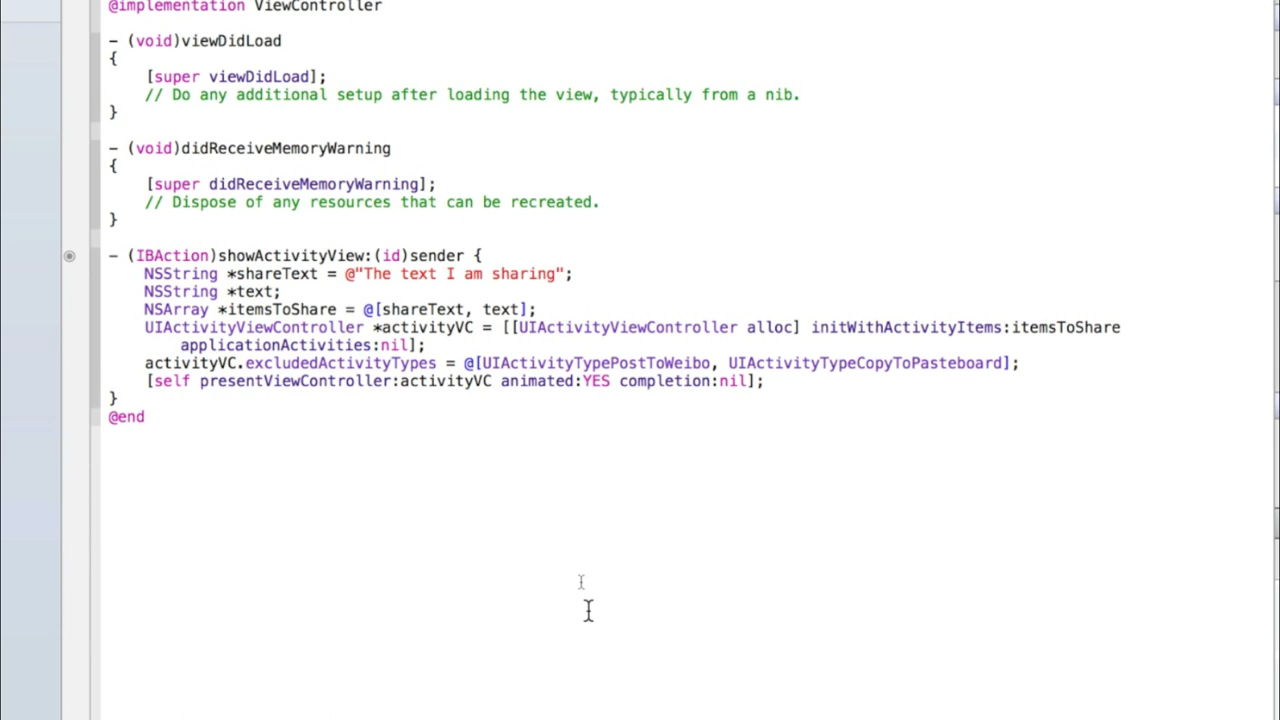 @implementation ViewController
- (void)viewDidLoad
{
[super viewDidLoad];
// Do any additional setup after loading the view, typically from a nib.
}
- (void)didReceiveMemoryWarning
{
[super didReceiveMemoryWarning];
// Dispose of any resources that can be recreated.
}
- (IBAction)showActivityView:(id)sender {
NSString *shareText = @"The text I am sharing";
NSString *text;
NSArray *itemsToShare = @[shareText, text];
UIActivityViewController *activityVC = [[UIActivityViewController alloc] initWithActivityItems:itemsToShare
applicationActivities:nil];
activityVC.excludedActivityTypes = @[UIActivityTypePostToWeibo, UIActivityTypeCopyToPasteboard];
[self presentViewController:activityVC animated:YES completion:nil];
}
@end